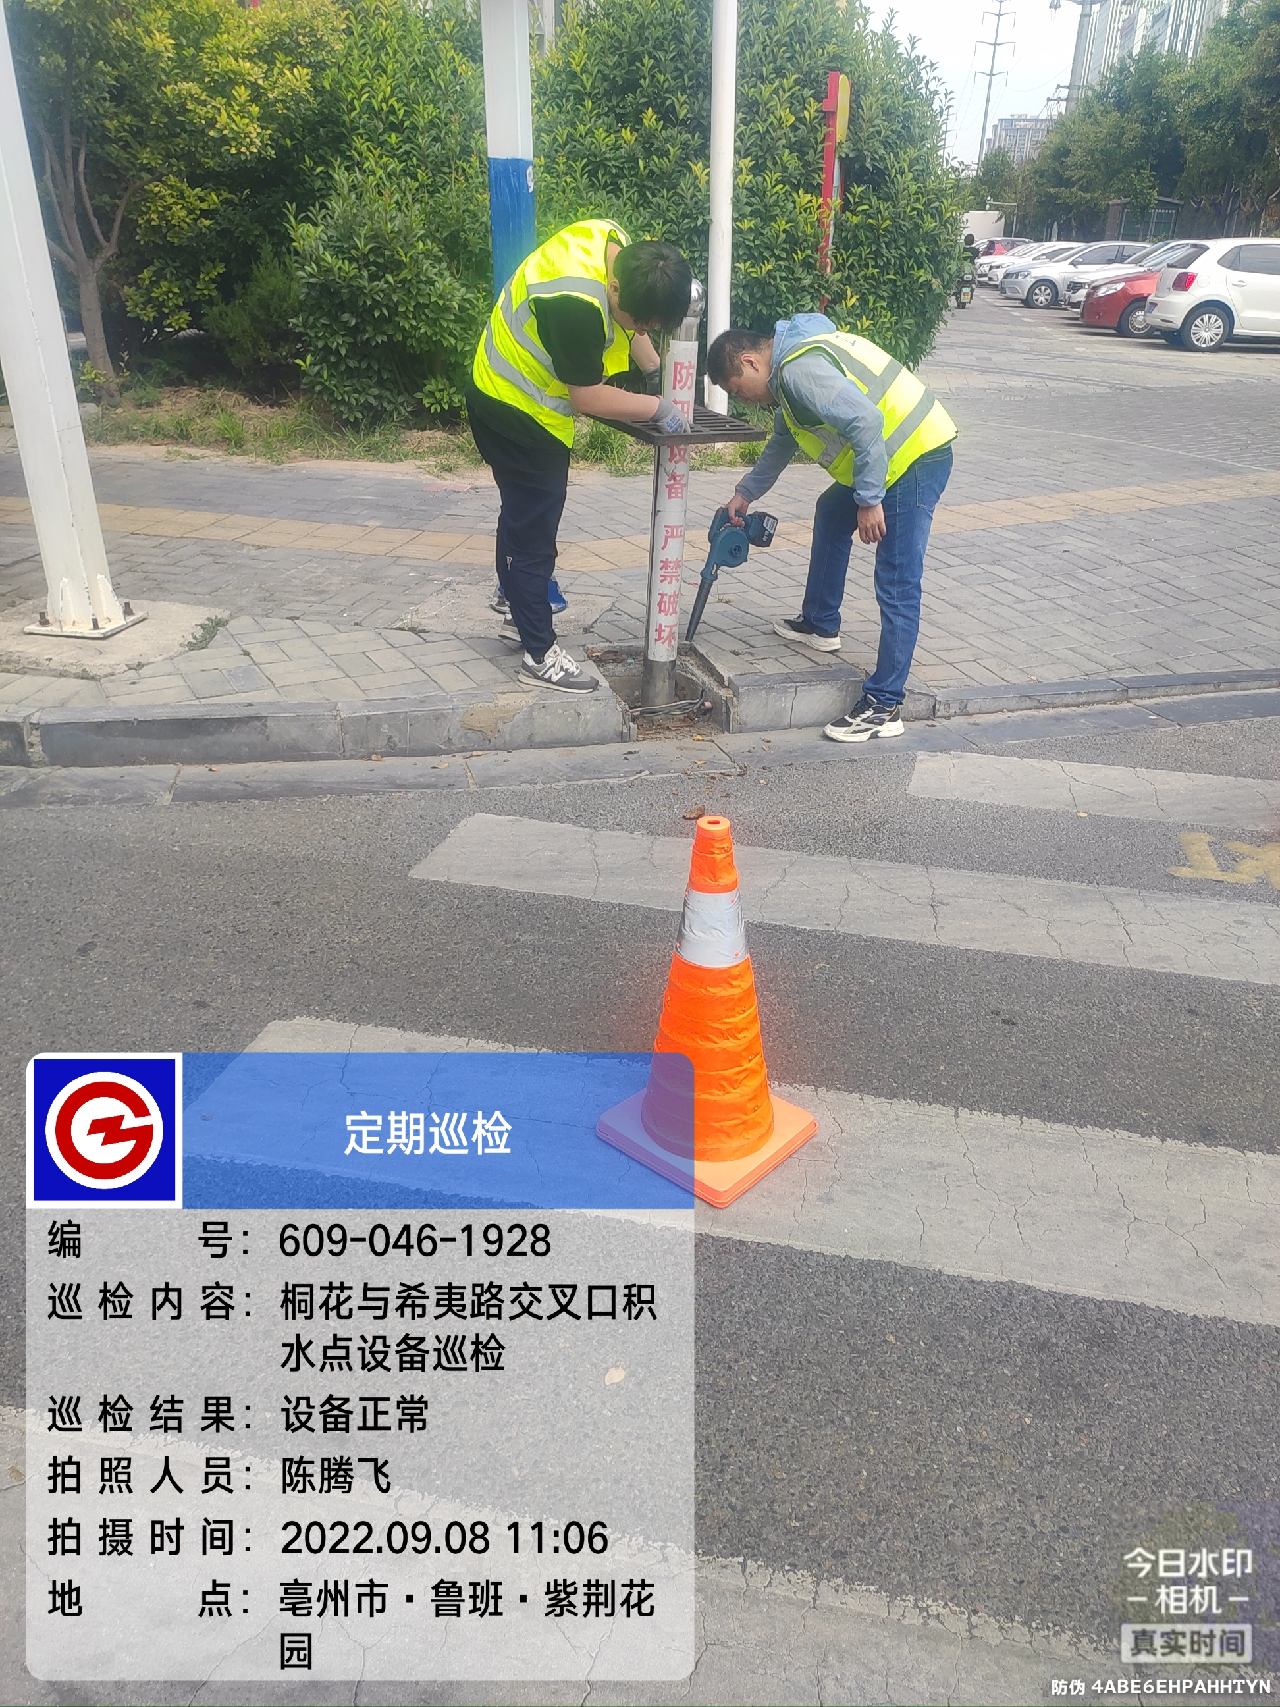 防汛设备 严禁破坏
定期巡检
编号：609-046-1928
巡检内容：桐花与希夷路交叉口积
水点设备巡检
巡检结果：设备正常
拍照人员：陈腾飞
拍摄时间：2022.09.08 11:06
地点：亳州市·鲁班·紫荆花
园
今日水印
-相机-
真实时间
防伪 4ABE6EHPAHHTYN